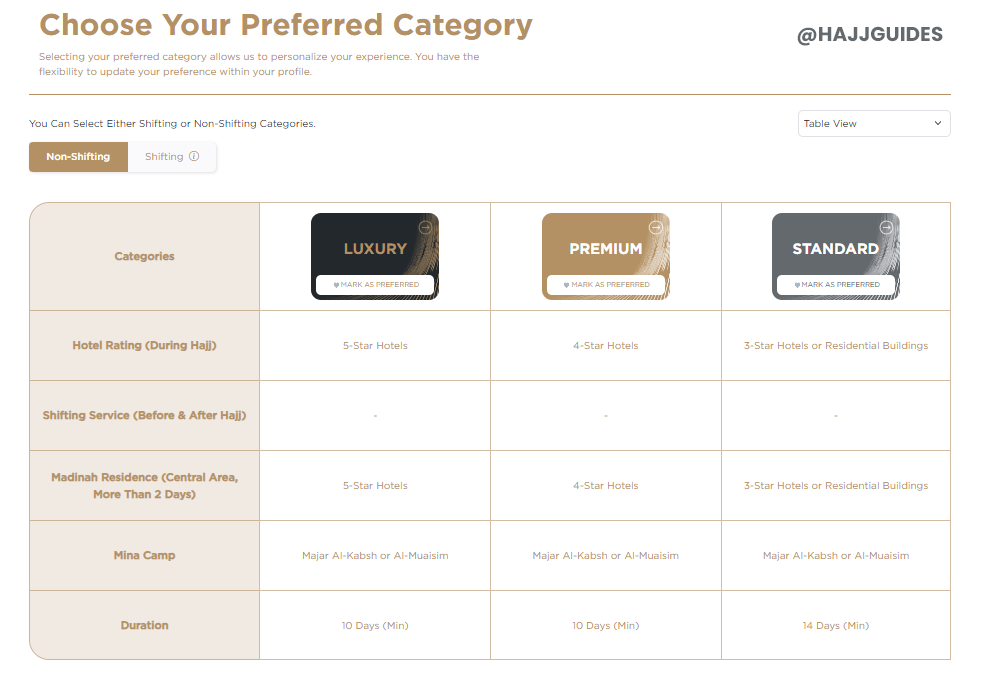 Choose Your Preferred Category
@HAJJGUIDES
Selecting your preferred category allows us to personalize your experience. You have the
flexibility to update your preference within your profile.
You Can Select Either Shifting or Non-Shifting Categories.
Table View
Non-Shifting
Shifting
Categories
LUXURY
MARK AS PREFERRED
PREMIUM
MARK AS PREFERRED
STANDARD
MARK AS PREFERRED
Hotel Rating (During Hajj)
5-Star Hotels
4-Star Hotels
3-Star Hotels or Residential Buildings
Shifting Service (Before & After Hajj)
-
-
-
Madinah Residence (Central Area,
More Than 2 Days)
5-Star Hotels
4-Star Hotels
3-Star Hotels or Residential Buildings
Mina Camp
Majar Al-Kabsh or Al-Muaisim
Majar Al-Kabsh or Al-Muaisim
Majar Al-Kabsh or Al-Muaisim
Duration
10 Days (Min)
10 Days (Min)
14 Days (Min)